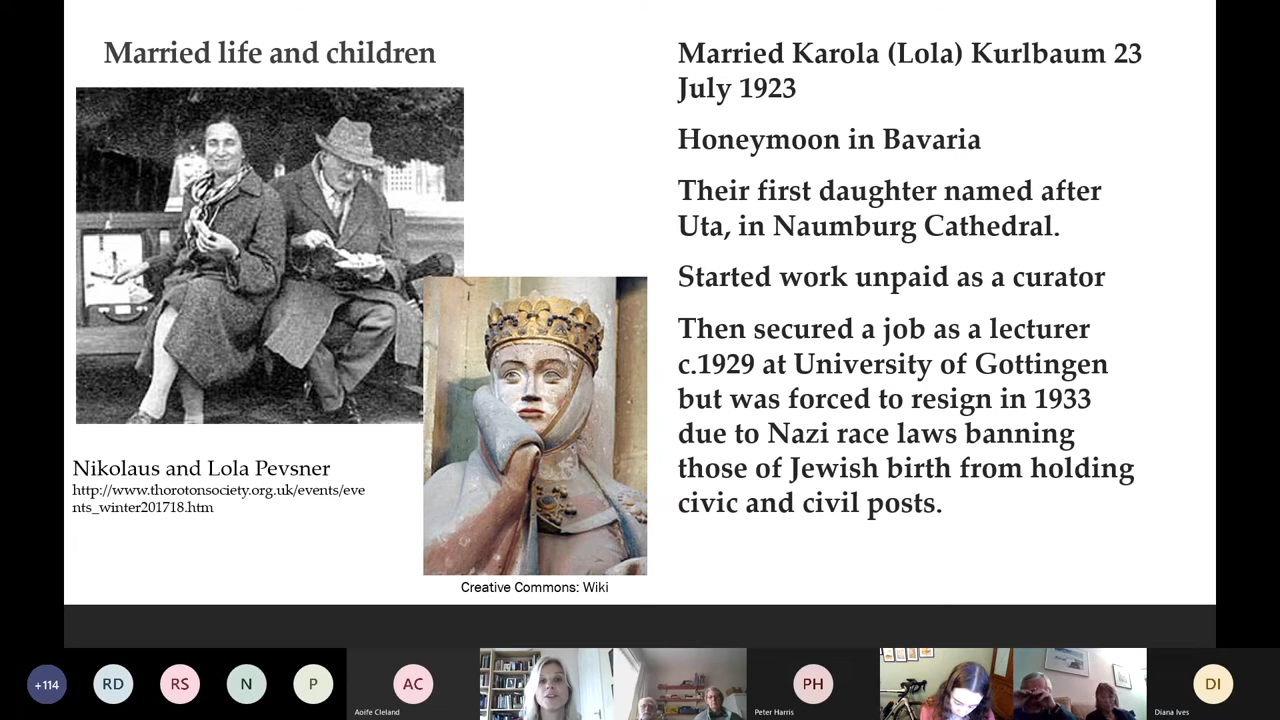 Married life and children
Married Karola (Lola) Kurlbaum 23
July 1923
Honeymoon in Bavaria
Their first daughter named after
Uta, in Naumburg Cathedral.
Started work unpaid as a curator
Then secured a job as a lecturer
c.1929 at University of Gottingen
but was forced to resign in 1933
due to Nazi race laws banning
those of Jewish birth from holding
civic and civil posts.
Nikolaus and Lola Pevsner
http://www.thorotonsociety.org.uk/events/eve
nts_winter201718.htm
Creative Commons: Wiki
+114
RD
RS
N
P
AC
Aoife Cleland
PH
Peter Harris
DI
Diana Ives